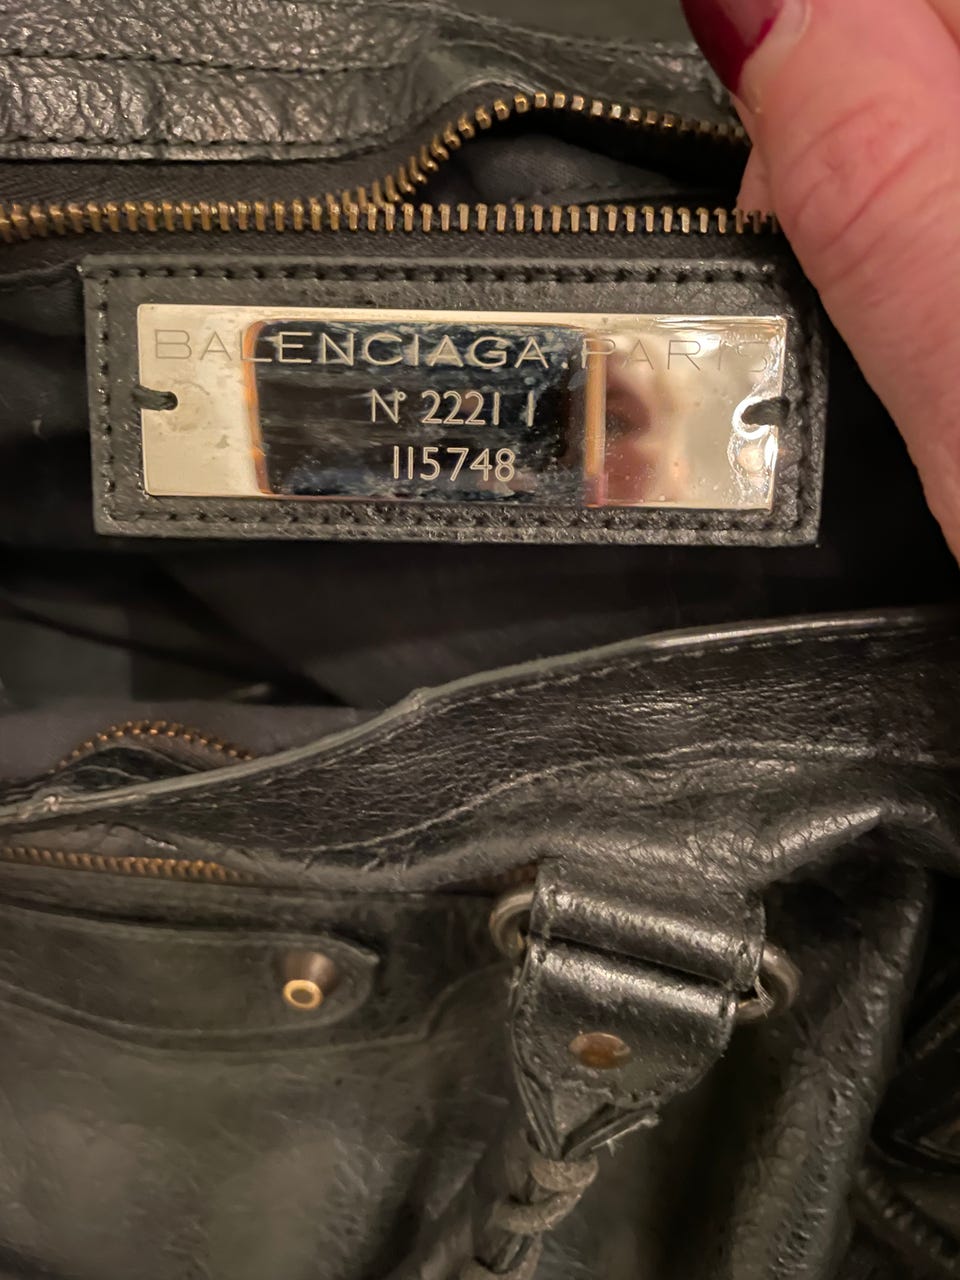 BALENCIAGA.PARIS
N° 2221 I
115748